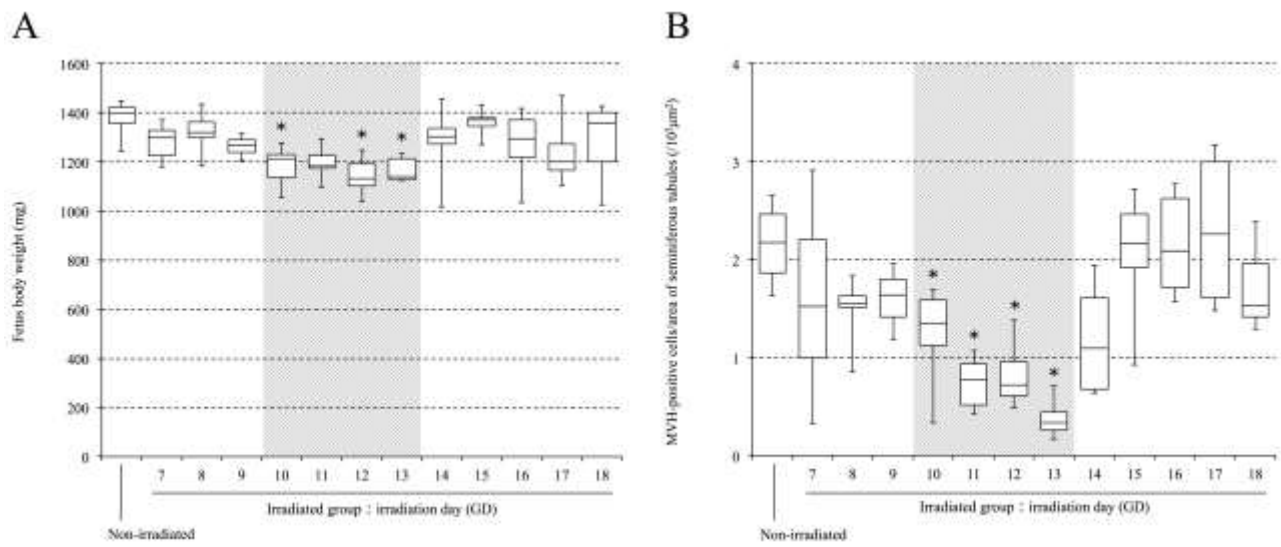 A
Fetus body weight (mg)
1600
1400
1200
1000
800
600
400
200
0
*
*
*
7 8 9 10 11 12 13 14 15 16 17 18
Irradiated group : irradiation day (GD)
Non-irradiated
B
MVH-positive cells/area of seminiferous tubules (/10³μm²)
4
3
2
1
0
*
*
*
*
7 8 9 10 11 12 13 14 15 16 17 18
Irradiated group : irradiation day (GD)
Non-irradiated